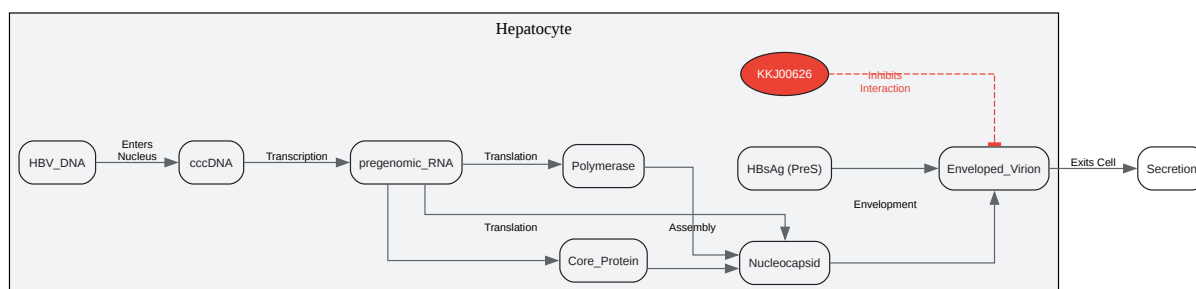 Hepatocyte
KKJ00626
Inhibits
Interaction
Enters
Nucleus
HBV_DNA
cccDNA
Transcription
pregenomic_RNA
Translation
Polymerase
HBsAg (PreS)
Enveloped_Virion
Exits Cell
Secretion
Envelopment
Translation
Assembly
Core_Protein
Nucleocapsid